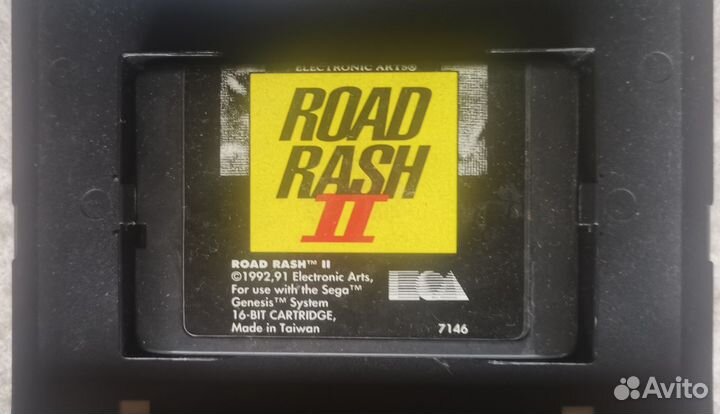 ELECTRONIC ARTS®
ROAD
RASH
II
ROAD RASH™ II
©1992,91 Electronic Arts,
For use with the Sega™
Genesis™ System
16-BIT CARTRIDGE,
Made in Taiwan
EA
7146
Avito